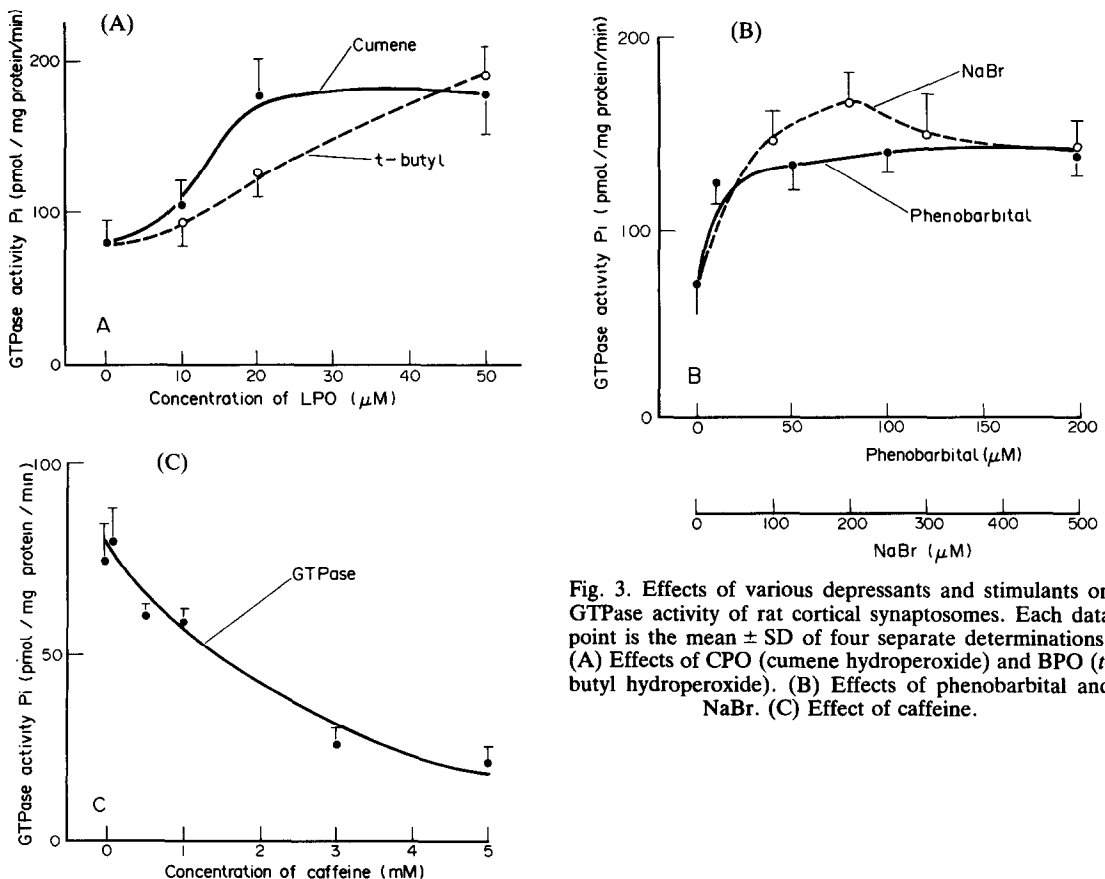 (A)
GTPase activity Pi (pmol / mg protein/min)
200
100
0
Cumene
t-butyl
A
0 10 20 30 40 50
Concentration of LPO (μM)
(B)
GTPase activity Pi ( pmol /mg protein/min)
200
100
0
NaBr
Phenobarbital
B
0 50 100 150 200
Phenobarbital (μM)
0 100 200 300 400 500
NaBr (μM)
(C)
GTPase activity Pi (pmol / mg protein / min)
100
50
0
GTPase
C
0 1 2 3 4 5
Concentration of caffeine (mM)
Fig. 3. Effects of various depressants and stimulants on
GTPase activity of rat cortical synaptosomes. Each data
point is the mean ± SD of four separate determinations.
(A) Effects of CPO (cumene hydroperoxide) and BPO (t-
butyl hydroperoxide). (B) Effects of phenobarbital and
NaBr. (C) Effect of caffeine.